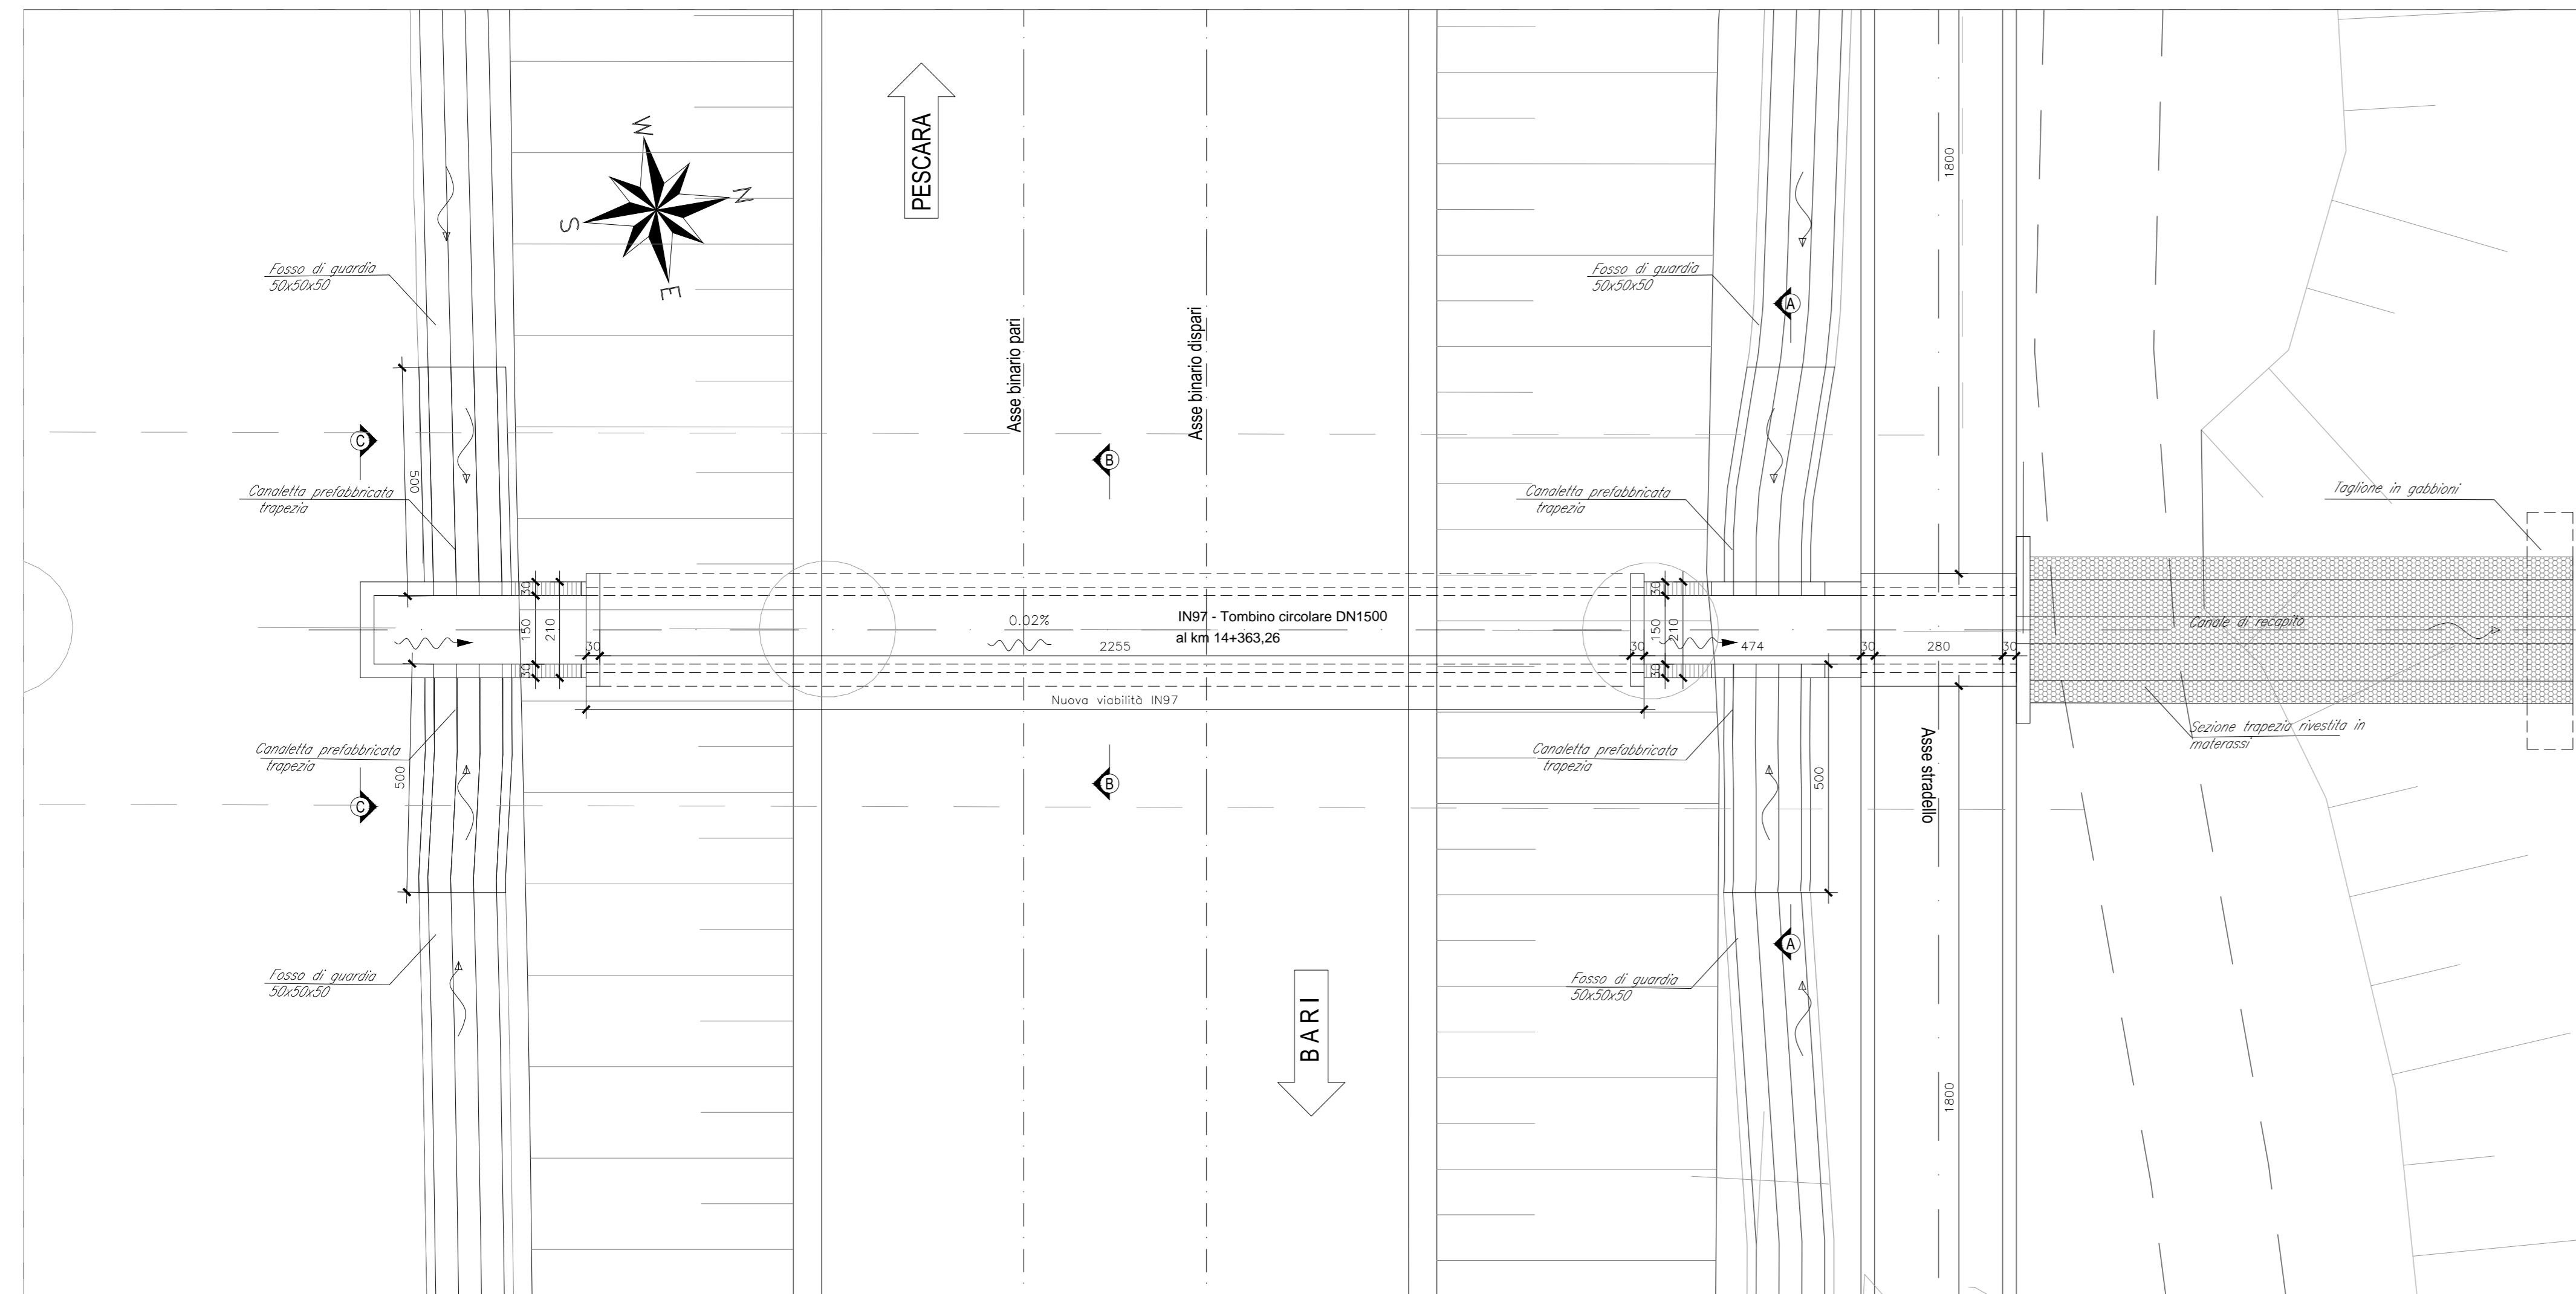 PESCARA
W
N
S
E
1800
Fosso di guardia
50x50x50
Fosso di guardia
50x50x50
A
Asse binario pari
Asse binario dispari
C
B
500
Canaletta prefabbricata
trapezia
Canaletta prefabbricata
trapezia
Taglione in gabbioni
30
150
210
30
30
0.02%
2255
IN97 - Tombino circolare DN1500
al km 14+363,26
30
30
150
210
30
474
30
280
30
Canale di recapito
Nuova viabilità IN97
Canaletta prefabbricata
trapezia
500
C
B
Canaletta prefabbricata
trapezia
500
Asse stradello
Sezione trapezia rivestita in
materassi
A
Fosso di guardia
50x50x50
Fosso di guardia
50x50x50
BARI
1800